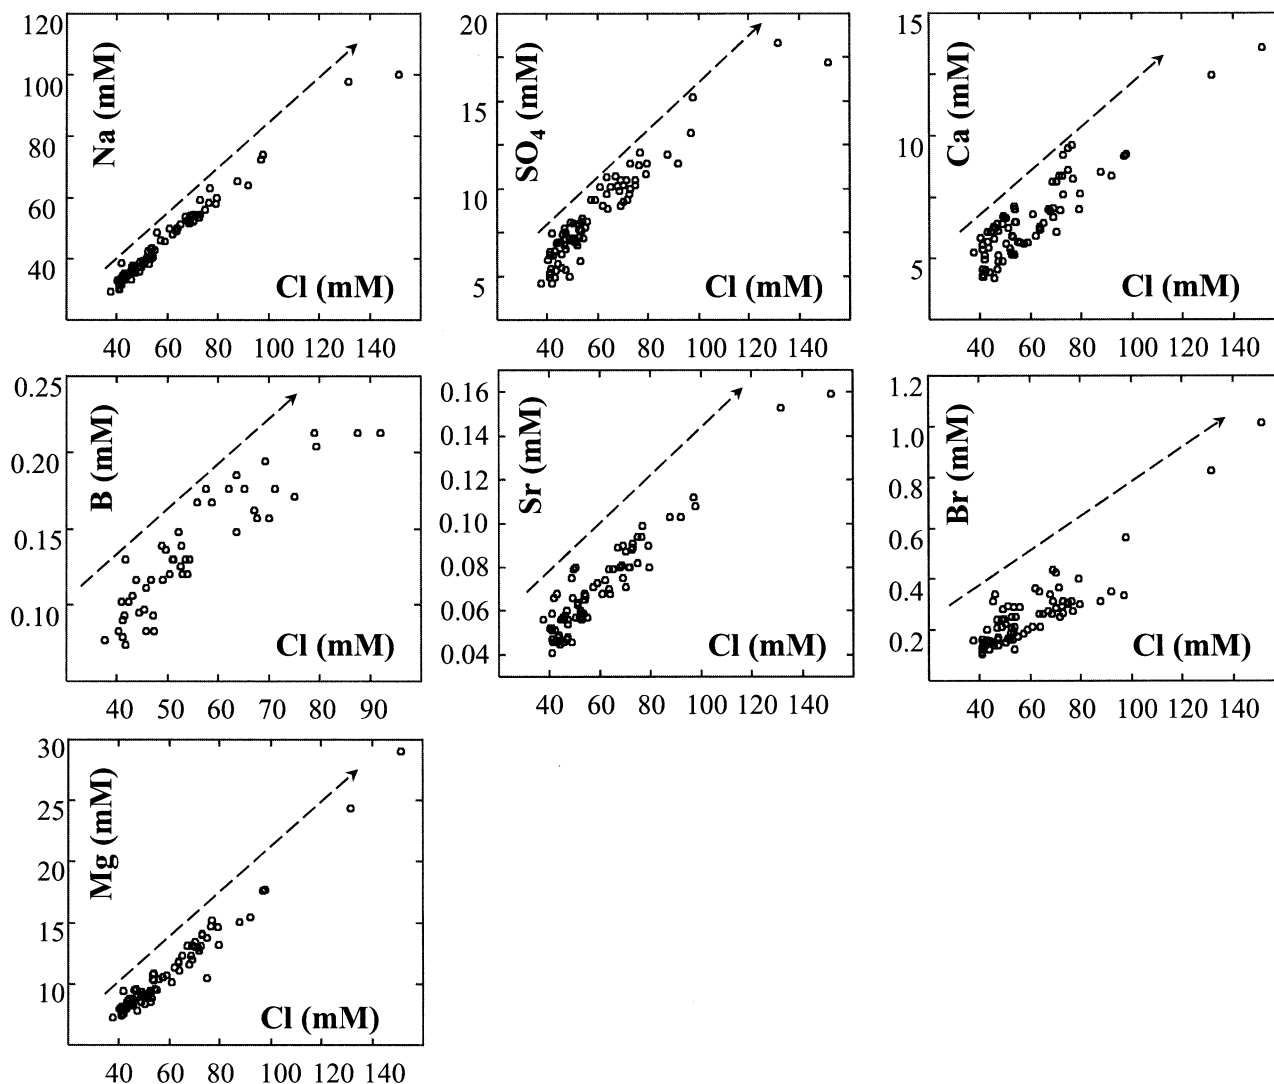 120
100
80
60
40
Na (mM)
Cl (mM)
40 60 80 100 120 140
20
15
10
5
SO4 (mM)
Cl (mM)
40 60 80 100 120 140
15
10
5
Ca (mM)
Cl (mM)
40 60 80 100 120 140
0.25
0.20
0.15
0.10
B (mM)
Cl (mM)
40 50 60 70 80 90
0.16
0.14
0.12
0.10
0.08
0.06
0.04
Sr (mM)
Cl (mM)
40 60 80 100 120 140
1.2
1.0
0.8
0.6
0.4
0.2
Br (mM)
Cl (mM)
40 60 80 100 120 140
30
25
20
15
10
Mg (mM)
Cl (mM)
40 60 80 100 120 140